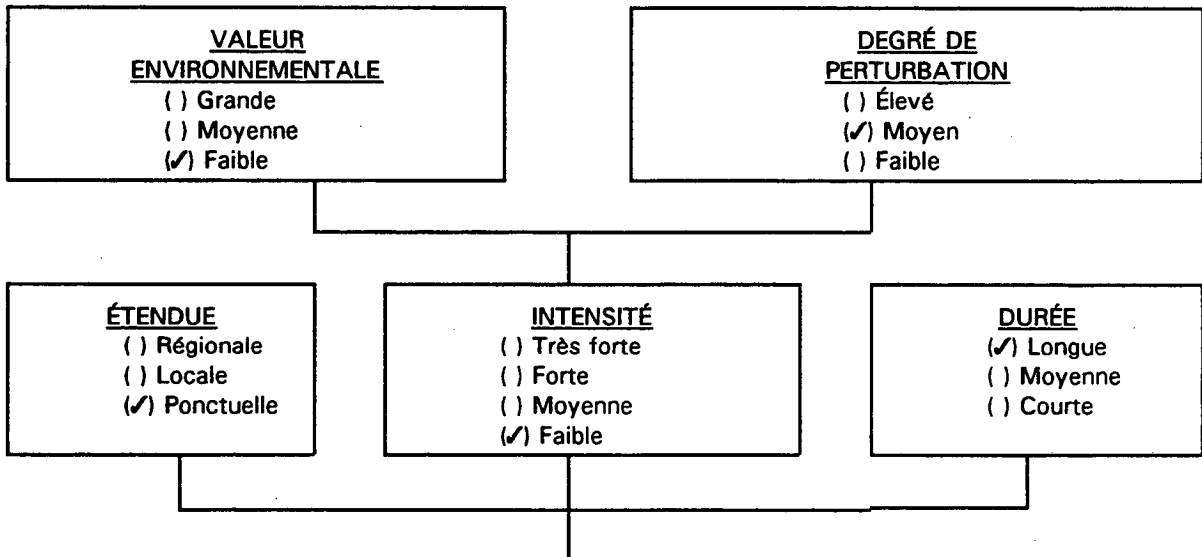 VALEUR
ENVIRONNEMENTALE
( ) Grande
( ) Moyenne
(✓) Faible
DEGRÉ DE
PERTURBATION
( ) Élevé
(✓) Moyen
( ) Faible
ÉTENDUE
( ) Régionale
( ) Locale
(✓) Ponctuelle
INTENSITÉ
( ) Très forte
( ) Forte
( ) Moyenne
(✓) Faible
DURÉE
(✓) Longue
( ) Moyenne
( ) Courte